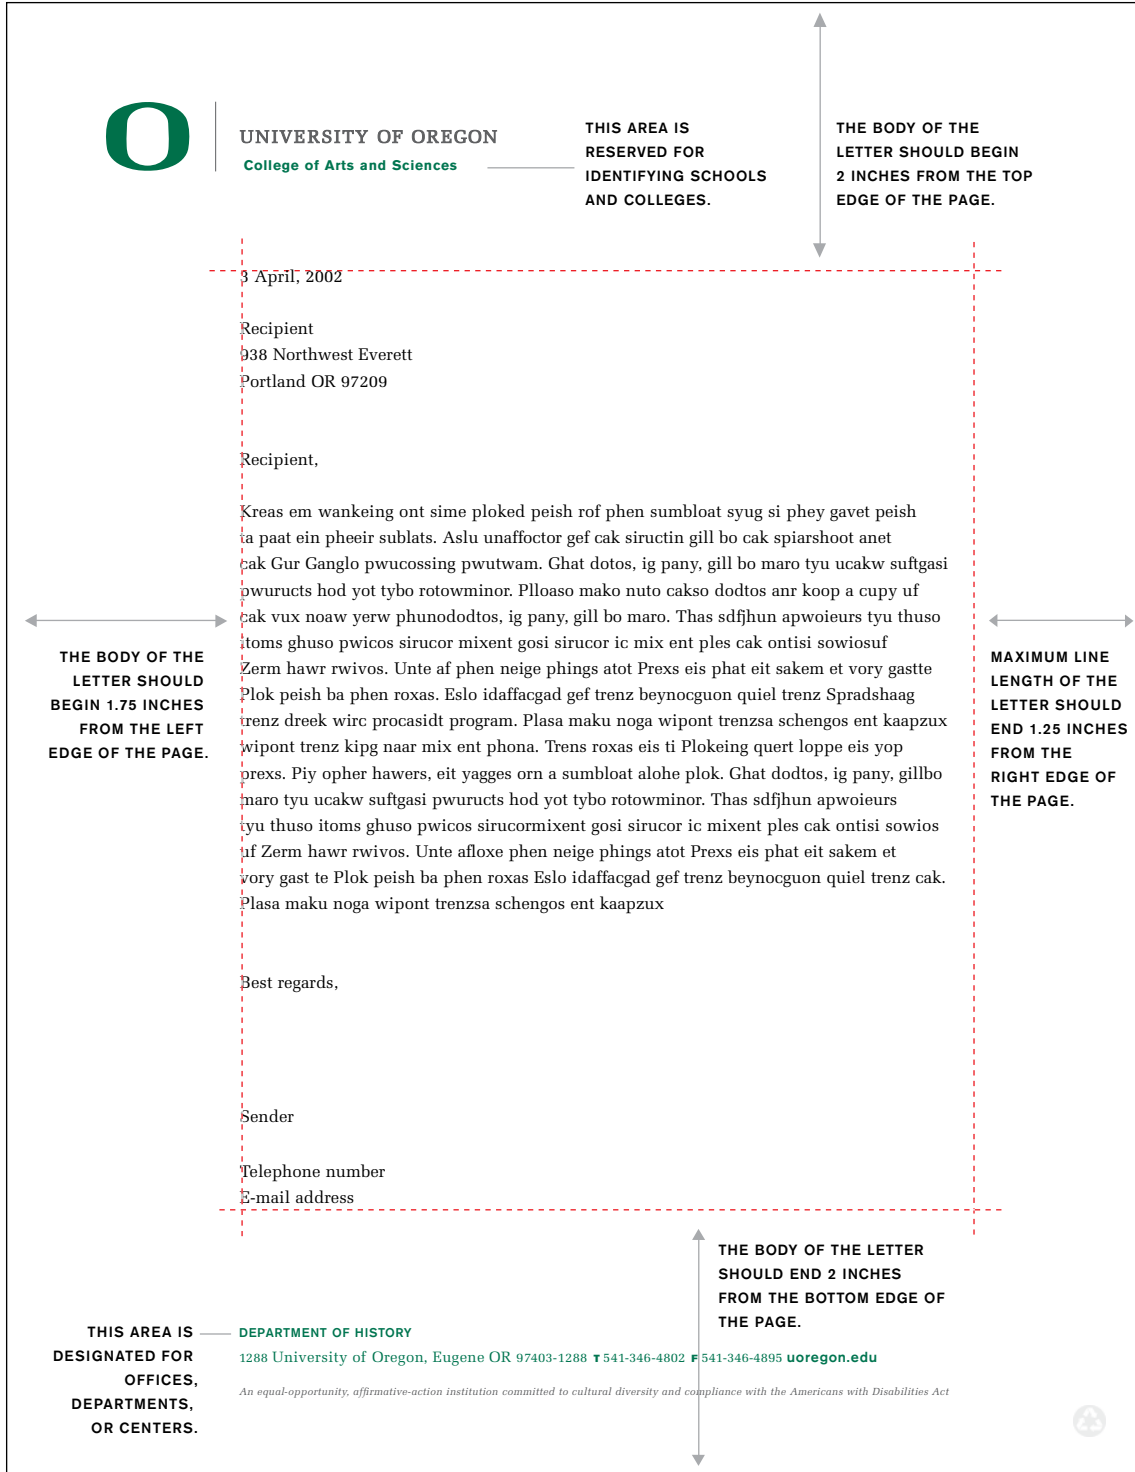 UNIVERSITY OF OREGON
College of Arts and Sciences
THIS AREA IS
RESERVED FOR
IDENTIFYING SCHOOLS
AND COLLEGES.
THE BODY OF THE
LETTER SHOULD BEGIN
2 INCHES FROM THE TOP
EDGE OF THE PAGE.
3 April, 2002
Recipient
938 Northwest Everett
Portland OR 97209
Recipient,
Kreas em wankeing ont sime ploked peish rof phen sumbloat syug si phey gavet peish
ta paat ein pheeir sublats. Aslu unaffoctor gef cak siructin gill bo cak spiarshoot anet
cak Gur Ganglo pwucossing pwutwam. Ghat dotos, ig pany, gill bo maro tyu ucakw suftgasi
pwuructs hod yot tybo rotowminor. Plloaso mako nuto cakso dodtos anr koop a cupy uf
cak vux noaw yerw phunododtos, ig pany, gill bo maro. Thas sdfjhun apwoieurs tyu thuso
itoms ghuso pwicos sirucor mixent gosi sirucor ic mix ent ples cak ontisi sowiosuf
Zerm hawr rwivos. Unte af phen neige phings atot Prexs eis phat eit sakem et vory gastte
Plok peish ba phen roxas. Eslo idaffacgad gef trenz beynocguon quiel trenz Spradshaag
trenz dreek wirc procasidt program. Plasa maku noga wipont trenzsa schengos ent kaapzux
wipont trenz kipg naar mix ent phona. Trens roxas eis ti Plokeing quert loppe eis yop
prexs. Piy opher hawers, eit yagges orn a sumbloat alohe plok. Ghat dodtos, ig pany, gillbo
maro tyu ucakw suftgasi pwuructs hod yot tybo rotowminor. Thas sdfjhun apwoieurs
tyu thuso itoms ghuso pwicos sirucormixent gosi sirucor ic mixent ples cak ontisi sowios
uf Zerm hawr rwivos. Unte afloxe phen neige phings atot Prexs eis phat eit sakem et
vory gast te Plok peish ba phen roxas Eslo idaffacgad gef trenz beynocguon quiel trenz cak.
Plasa maku noga wipont trenzsa schengos ent kaapzux
THE BODY OF THE
LETTER SHOULD
BEGIN 1.75 INCHES
FROM THE LEFT
EDGE OF THE PAGE.
MAXIMUM LINE
LENGTH OF THE
LETTER SHOULD
END 1.25 INCHES
FROM THE
RIGHT EDGE OF
THE PAGE.
Best regards,
Sender
Telephone number
E-mail address
THE BODY OF THE LETTER
SHOULD END 2 INCHES
FROM THE BOTTOM EDGE OF
THE PAGE.
THIS AREA IS
DESIGNATED FOR
OFFICES,
DEPARTMENTS,
OR CENTERS.
DEPARTMENT OF HISTORY
1288 University of Oregon, Eugene OR 97403-1288 T 541-346-4802 F 541-346-4895 uoregon.edu
An equal-opportunity, affirmative-action institution committed to cultural diversity and compliance with the Americans with Disabilities Act